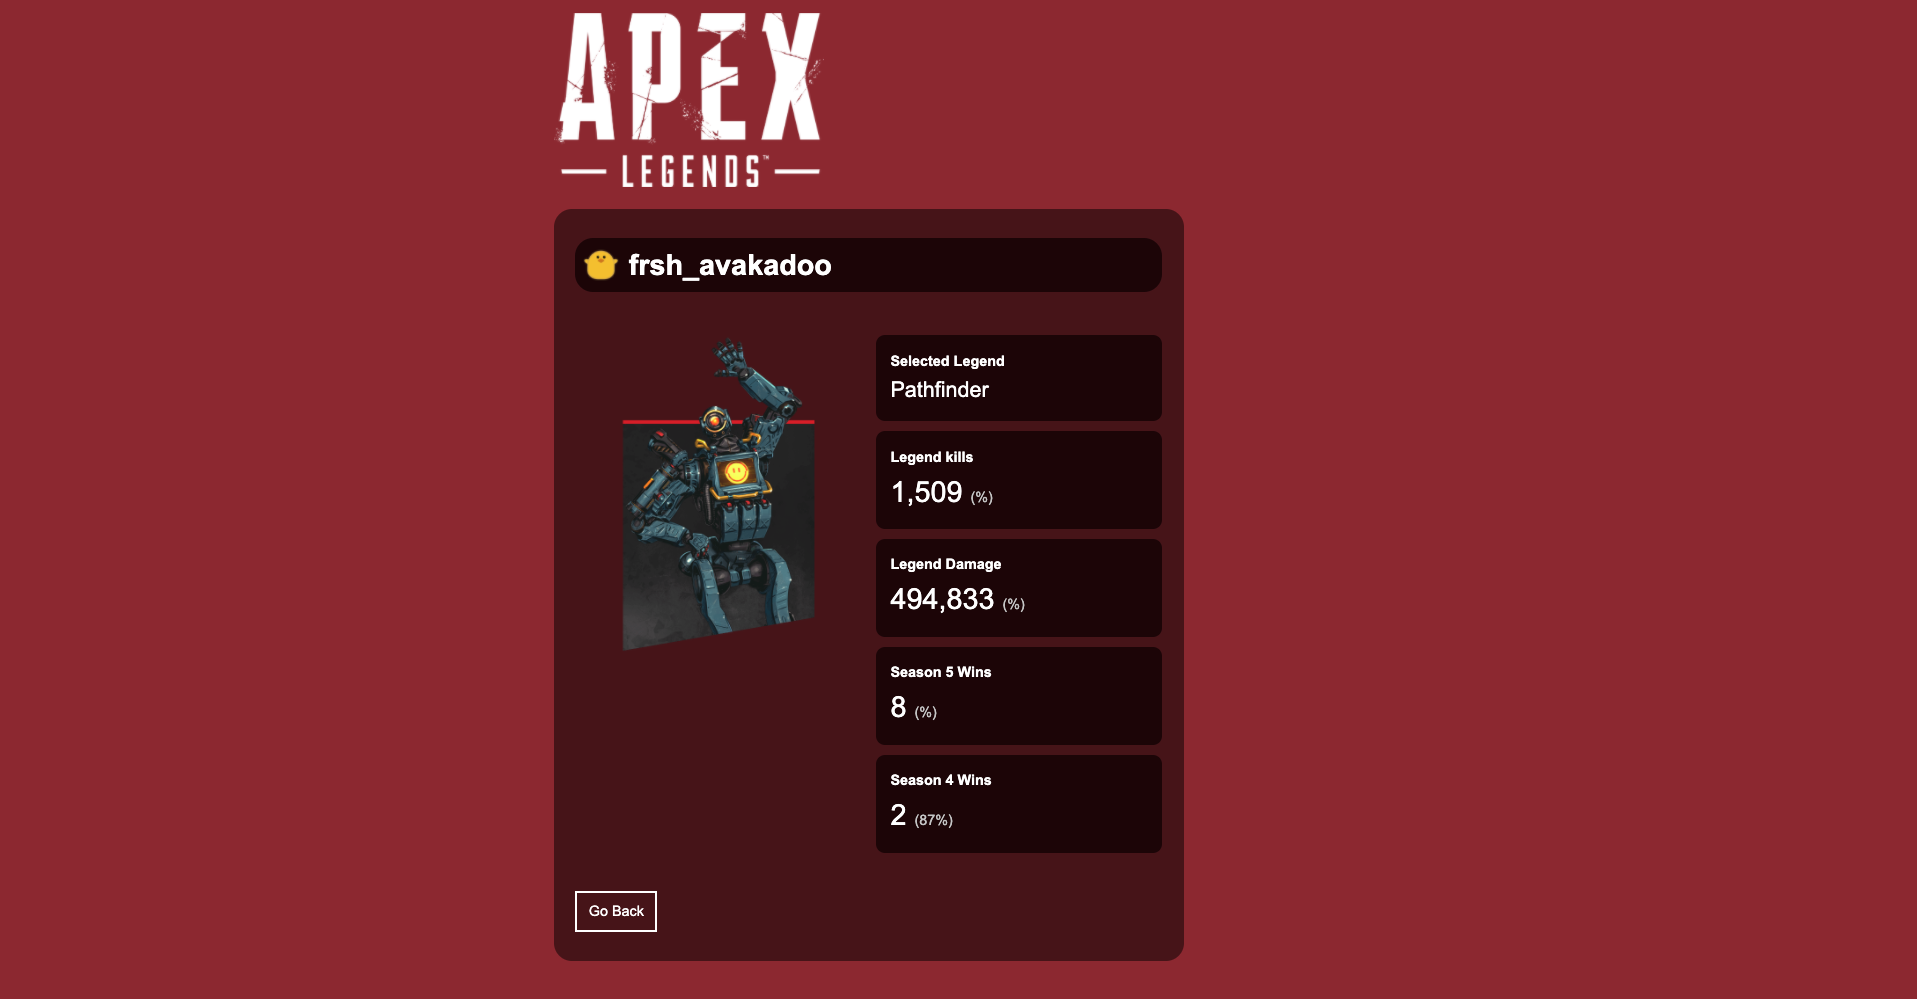 APEX
LEGENDS™
frsh_avakadoo
Selected Legend
Pathfinder
Legend kills
1,509 (%)
Legend Damage
494,833 (%)
Season 5 Wins
8 (%)
Season 4 Wins
2 (87%)
Go Back